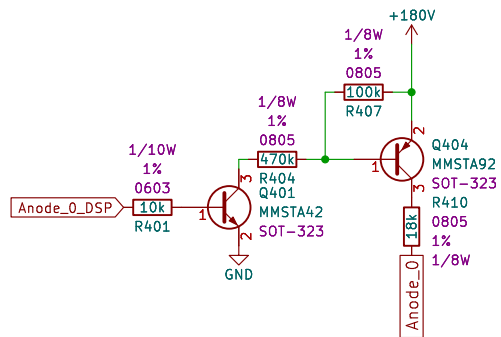 +180V
1/8W
1%
0805
100k
R407
1/8W
1%
0805
470k
R404
2
Q404
MMSTA92
SOT-323
1
3
1/10W
1%
0603
10k
R401
Anode_0_DSP
3
Q401
MMSTA42
SOT-323
1
2
GND
R410
0805
1%
1/8W
18k
Anode_0